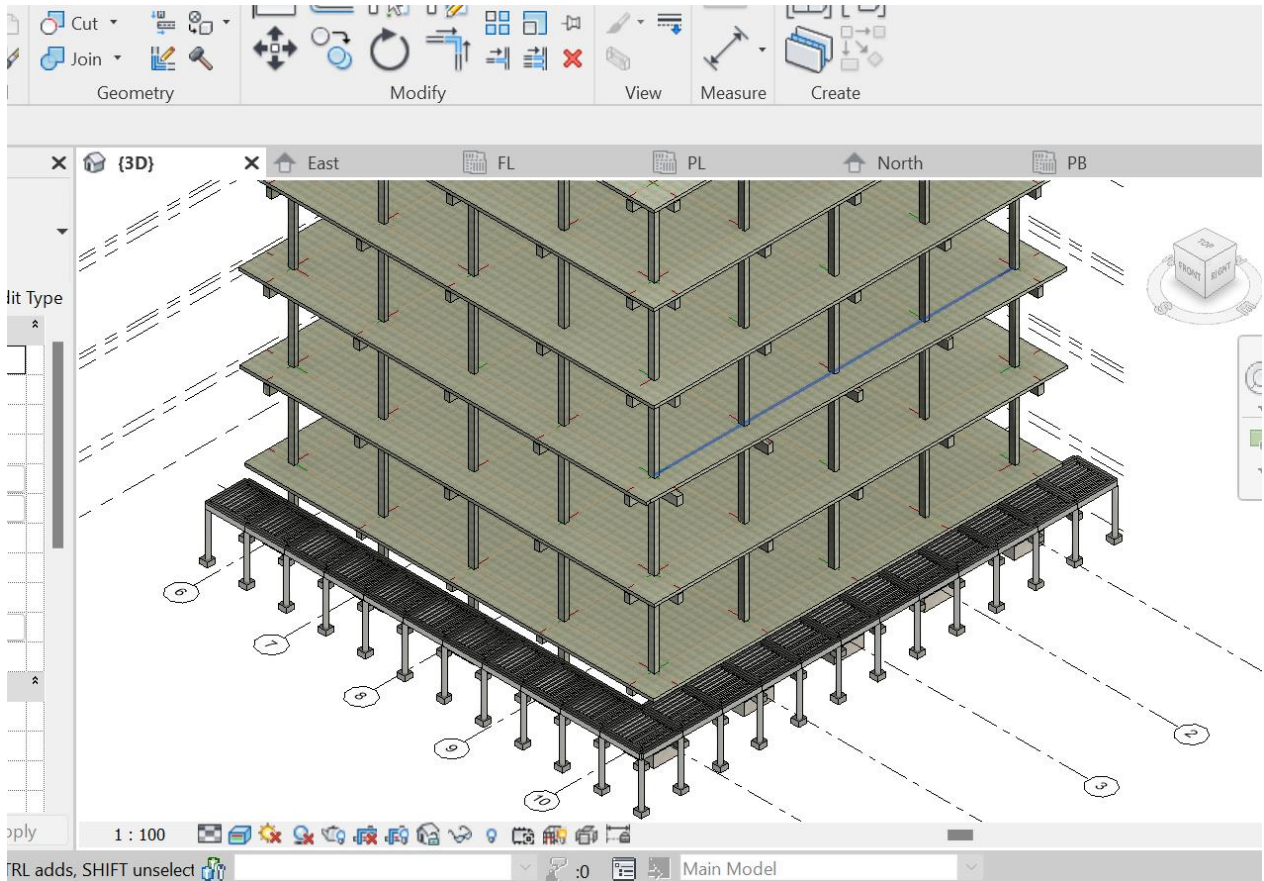 Cut
Join
Geometry
Modify
View
Measure
Create
{3D}
East
FL
PL
North
PB
dit Type
TOP
FRONT
RIGHT
6
7
8
9
10
2
3
pply
1 : 100
TRL adds, SHIFT unselect
:0
Main Model